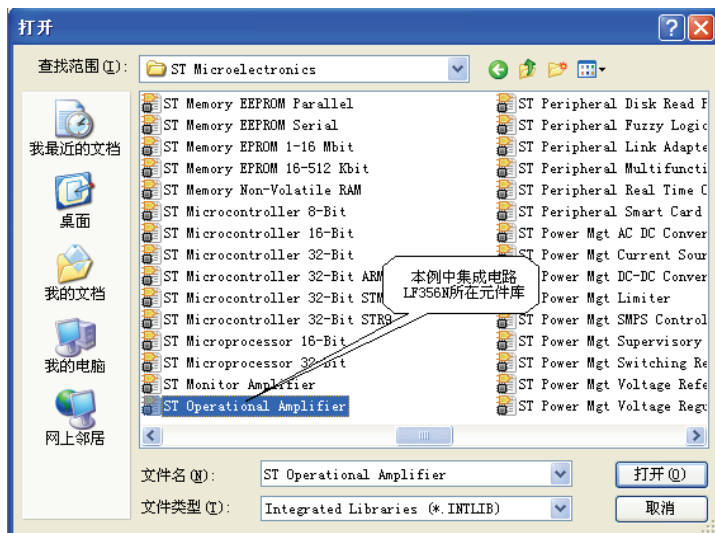 打开
查找范围(I):
ST Microelectronics
我最近的文档
桌面
我的文档
我的电脑
网上邻居
ST Memory EEPROM Parallel
ST Memory EEPROM Serial
ST Memory EPROM 1-16 Mbit
ST Memory EPROM 16-512 Kbit
ST Memory Non-Volatile RAM
ST Microcontroller 8-Bit
ST Microcontroller 16-Bit
ST Microcontroller 32-Bit
ST Microcontroller 32-Bit ARM
ST Microcontroller 32-Bit STM
ST Microcontroller 32-Bit STR9
ST Microprocessor 16-Bit
ST Microprocessor 32-Bit
ST Monitor Amplifier
ST Operational Amplifier
ST Peripheral Disk Read F
ST Peripheral Fuzzy Logic
ST Peripheral Link Adapte
ST Peripheral Multifuncti
ST Peripheral Real Time C
ST Peripheral Smart Card
ST Power Mgt AC DC Conver
ST Power Mgt Current Sour
ST Power Mgt DC-DC Conver
ST Power Mgt Limiter
ST Power Mgt SMPS Control
ST Power Mgt Supervisory
ST Power Mgt Switching Re
ST Power Mgt Voltage Refe
ST Power Mgt Voltage Regu
本例中集成电路
LF356N所在元件库
文件名(N):
ST Operational Amplifier
打开(O)
文件类型(T):
Integrated Libraries (*.INTLIB)
取消